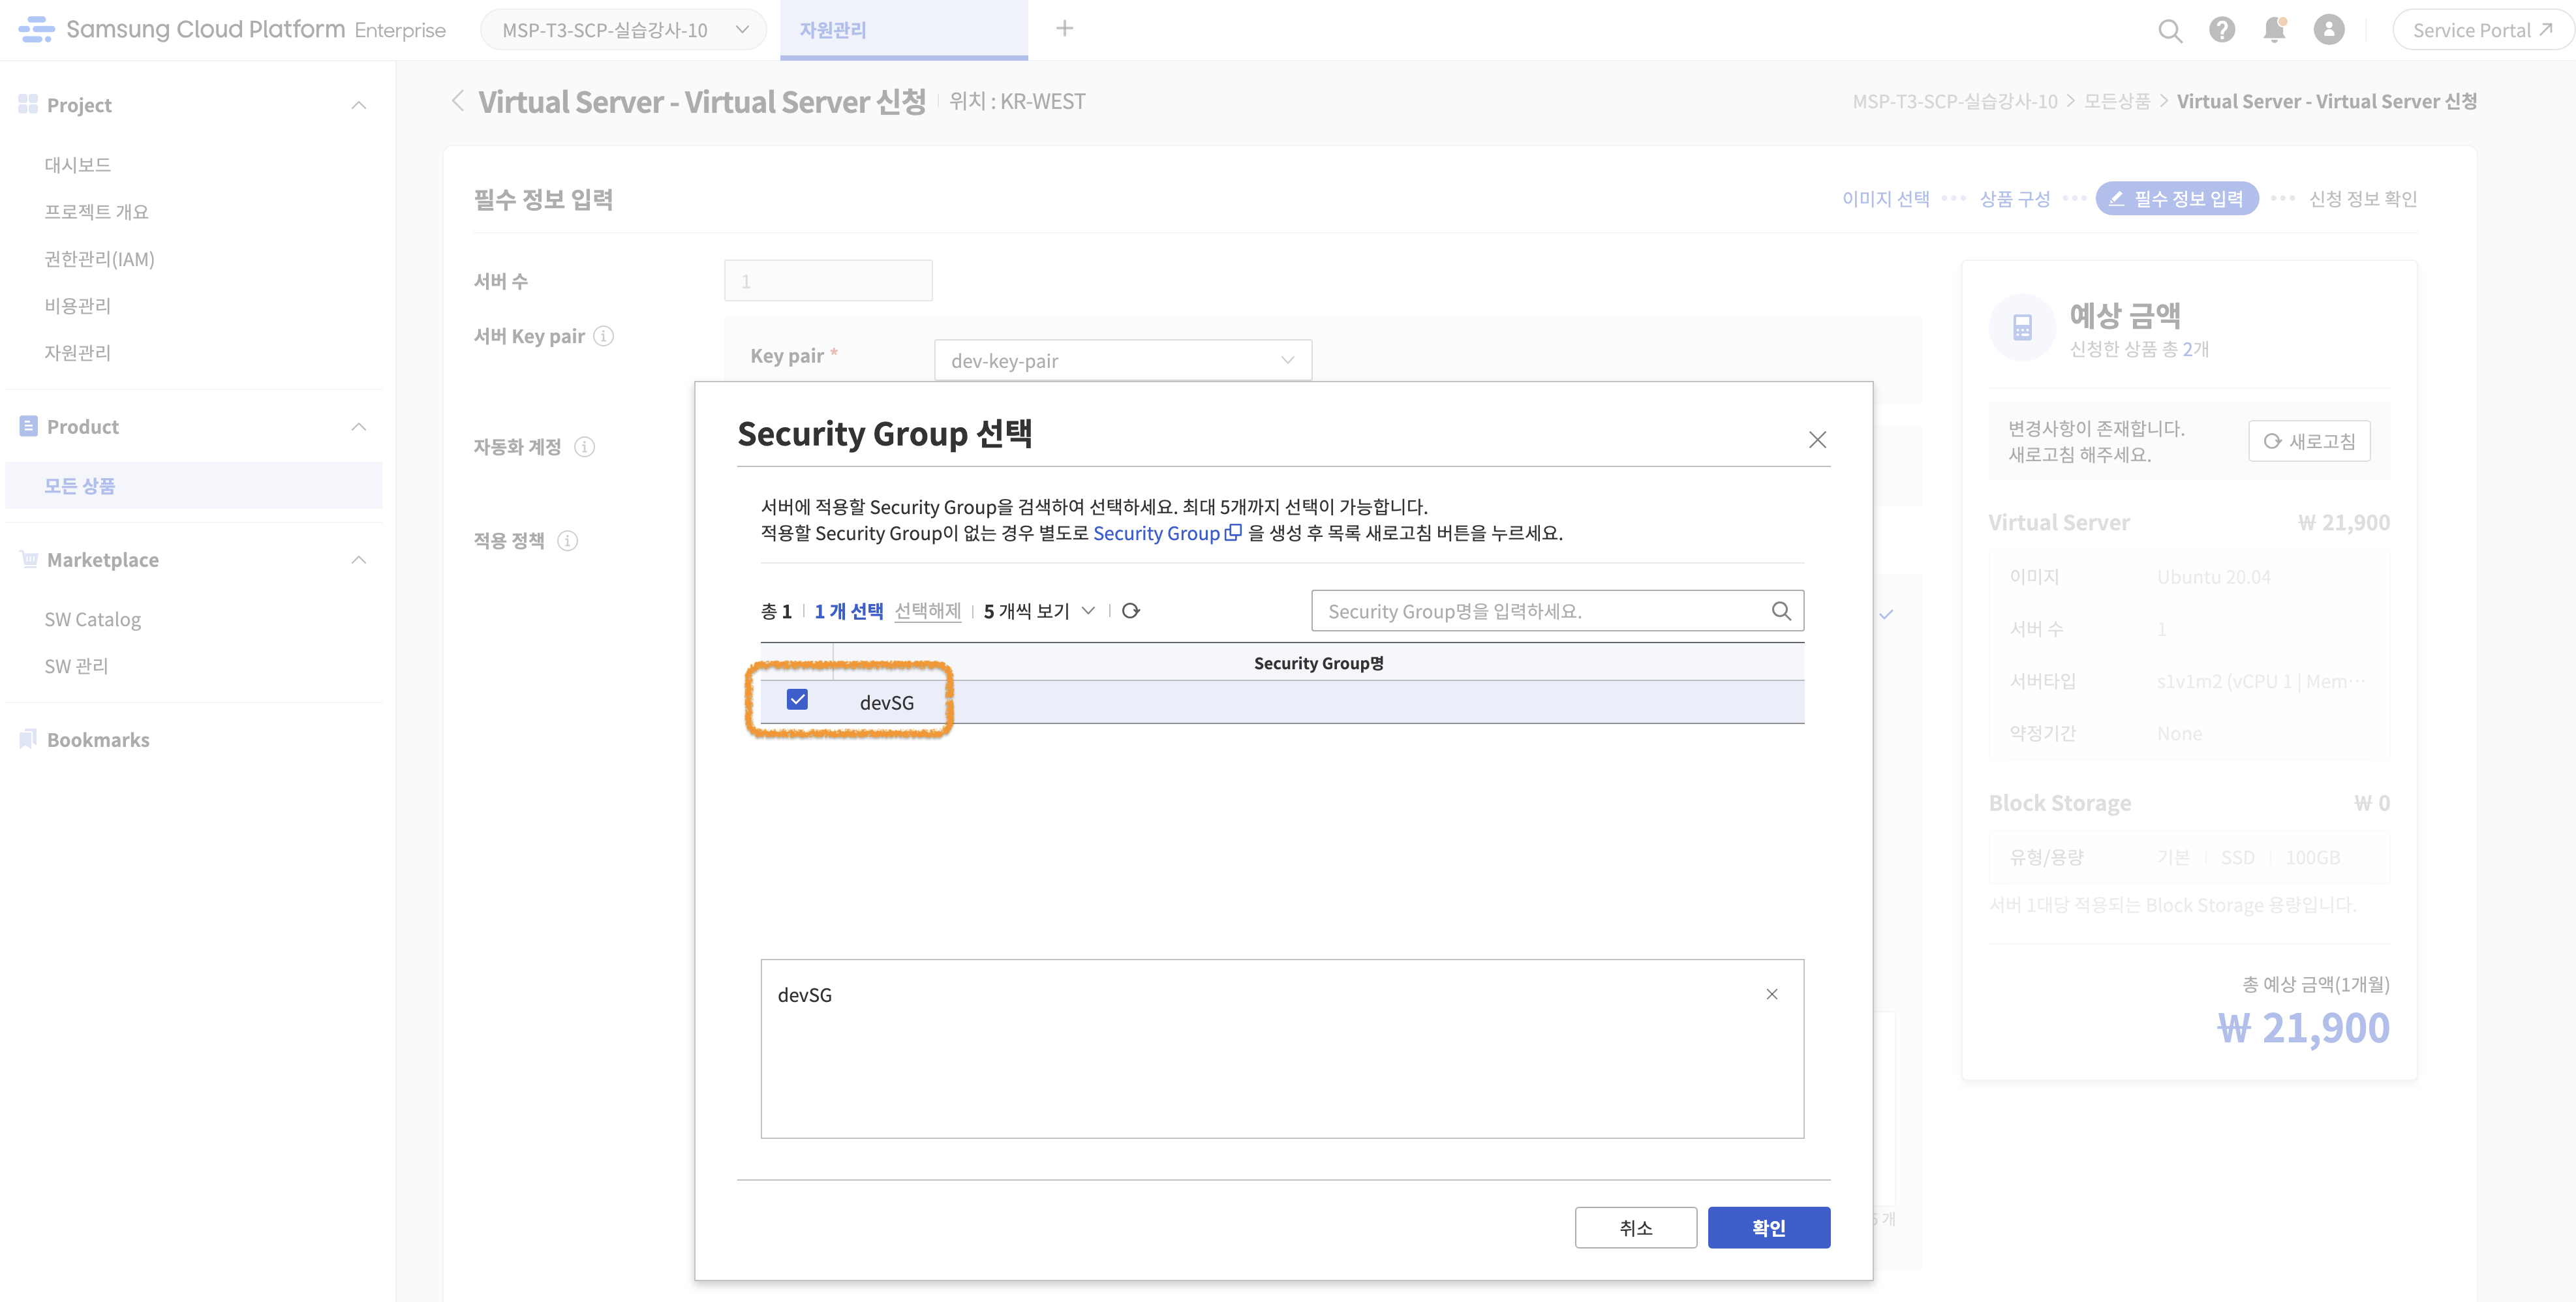 Samsung Cloud Platform Enterprise
MSP-T3-SCP-실습강사-10
자원관리
Service Portal
Project
대시보드
프로젝트 개요
권한관리(IAM)
비용관리
자원관리
Product
모든 상품
Marketplace
SW Catalog
SW 관리
Bookmarks
Virtual Server - Virtual Server 신청
위치 : KR-WEST
MSP-T3-SCP-실습강사-10 > 모든상품 > Virtual Server - Virtual Server 신청
필수 정보 입력
이미지 선택 ••• 상품 구성 ••• 필수 정보 입력 ••• 신청 정보 확인
서버 수
1
서버 Key pair
Key pair *
dev-key-pair
자동화 계정
적용 정책
Security Group 선택
서버에 적용할 Security Group을 검색하여 선택하세요. 최대 5개까지 선택이 가능합니다.
적용할 Security Group이 없는 경우 별도로 Security Group 을 생성 후 목록 새로고침 버튼을 누르세요.
총 1 | 1 개 선택 선택해제 | 5 개씩 보기
Security Group명을 입력하세요.
Security Group명
devSG
devSG
취소
확인
5 개
예상 금액
신청한 상품 총 2개
변경사항이 존재합니다.
새로고침 해주세요.
새로고침
Virtual Server ₩ 21,900
이미지 Ubuntu 20.04
서버 수 1
서버타입 s1v1m2 (vCPU 1 | Mem···
약정기간 None
Block Storage ₩ 0
유형/용량 기본 | SSD | 100GB
서버 1대당 적용되는 Block Storage 용량입니다.
총 예상 금액(1개월)
₩ 21,900